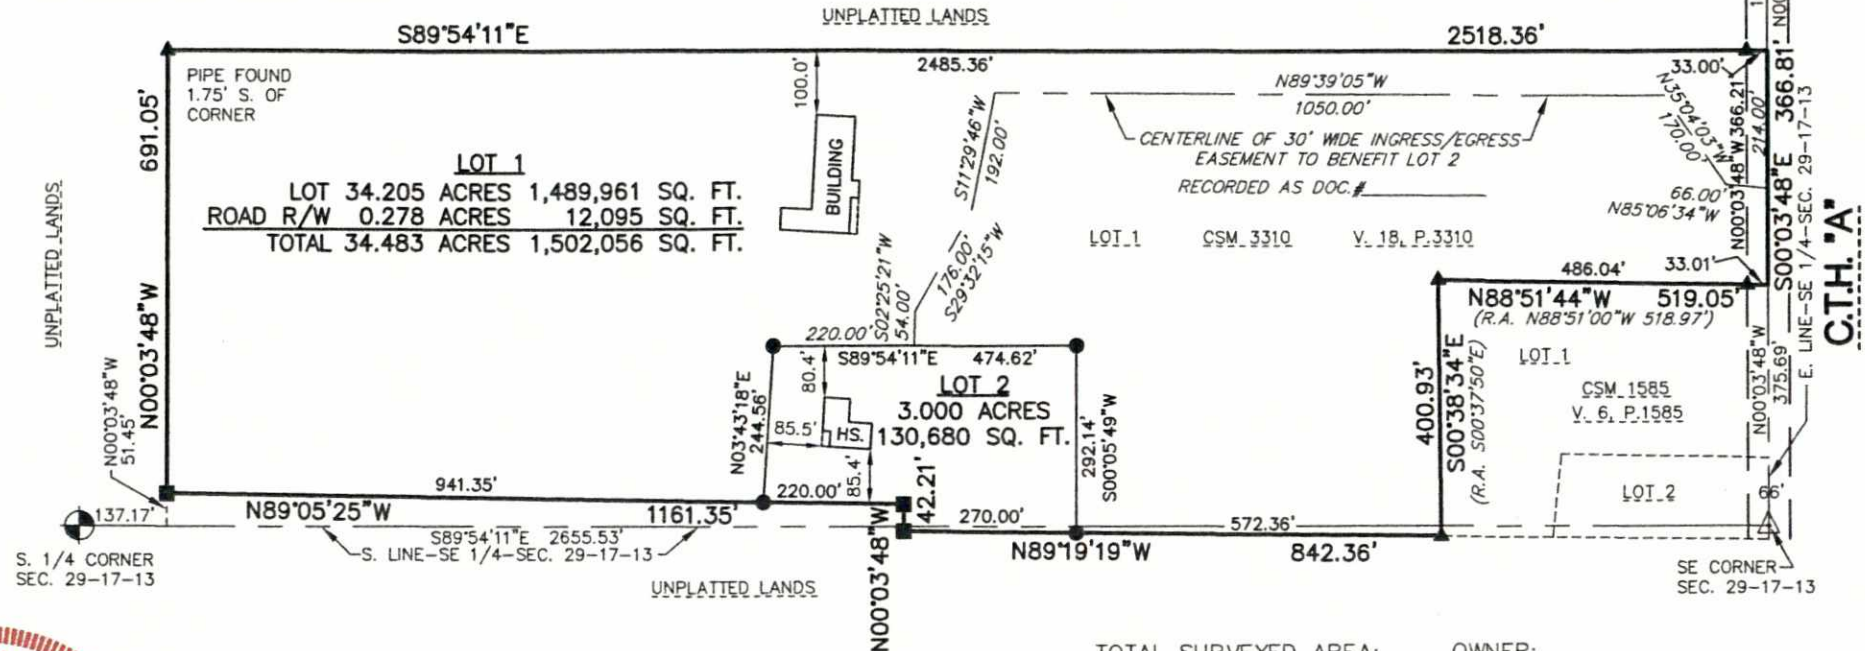 UNPLATTED LANDS
S89°54'11"E
2518.36'
2485.36'
33.00'
PIPE FOUND
1.75' S. OF
CORNER
691.05'
N00°03'48"W
UNPLATTED LANDS
LOT 1
LOT 34.205 ACRES 1,489,961 SQ. FT.
ROAD R/W 0.278 ACRES 12,095 SQ. FT.
TOTAL 34.483 ACRES 1,502,056 SQ. FT.
100.0'
BUILDING
N89°39'05"W
1050.00'
CENTERLINE OF 30' WIDE INGRESS/EGRESS
EASEMENT TO BENEFIT LOT 2
RECORDED AS DOC.#
S11°29'46"W
192.00'
176.00'
S29°32'15"W
S02°25'21"W
54.00'
LOT 1 CSM 3310 V. 18, P.3310
N35°04'03"W
170.00'
66.00'
N85°06'34"W
N00°03'48"W 366.21'
214.00'
S00°03'48"E 366.81'
E. LINE-SE 1/4-SEC. 29-17-13
C.T.H. "A"
33.01'
486.04'
N88°51'44"W 519.05'
(R.A. N88°51'00"W 518.97')
LOT 1
CSM 1585
V. 6, P.1585
N00°03'48"W
375.69'
400.93'
S00°38'34"E
(R.A. S00°37'50"E)
LOT 2
66'
220.00'
S89°54'11"E 474.62'
80.4'
LOT 2
3.000 ACRES
130,680 SQ. FT.
N03°43'18"E
244.56'
85.5'
HS.
85.4'
292.14'
S00°05'49"W
N00°03'48"W
51.45'
941.35'
220.00'
42.21'
137.17'
N89°05'25"W
1161.35'
270.00'
572.36'
S89°54'11"E 2655.53'
S. LINE-SE 1/4-SEC. 29-17-13
N89°19'19"W
842.36'
S. 1/4 CORNER
SEC. 29-17-13
UNPLATTED LANDS
N00°03'48"W
SE CORNER
SEC. 29-17-13
TOTAL SURVEYED AREA: OWNER: